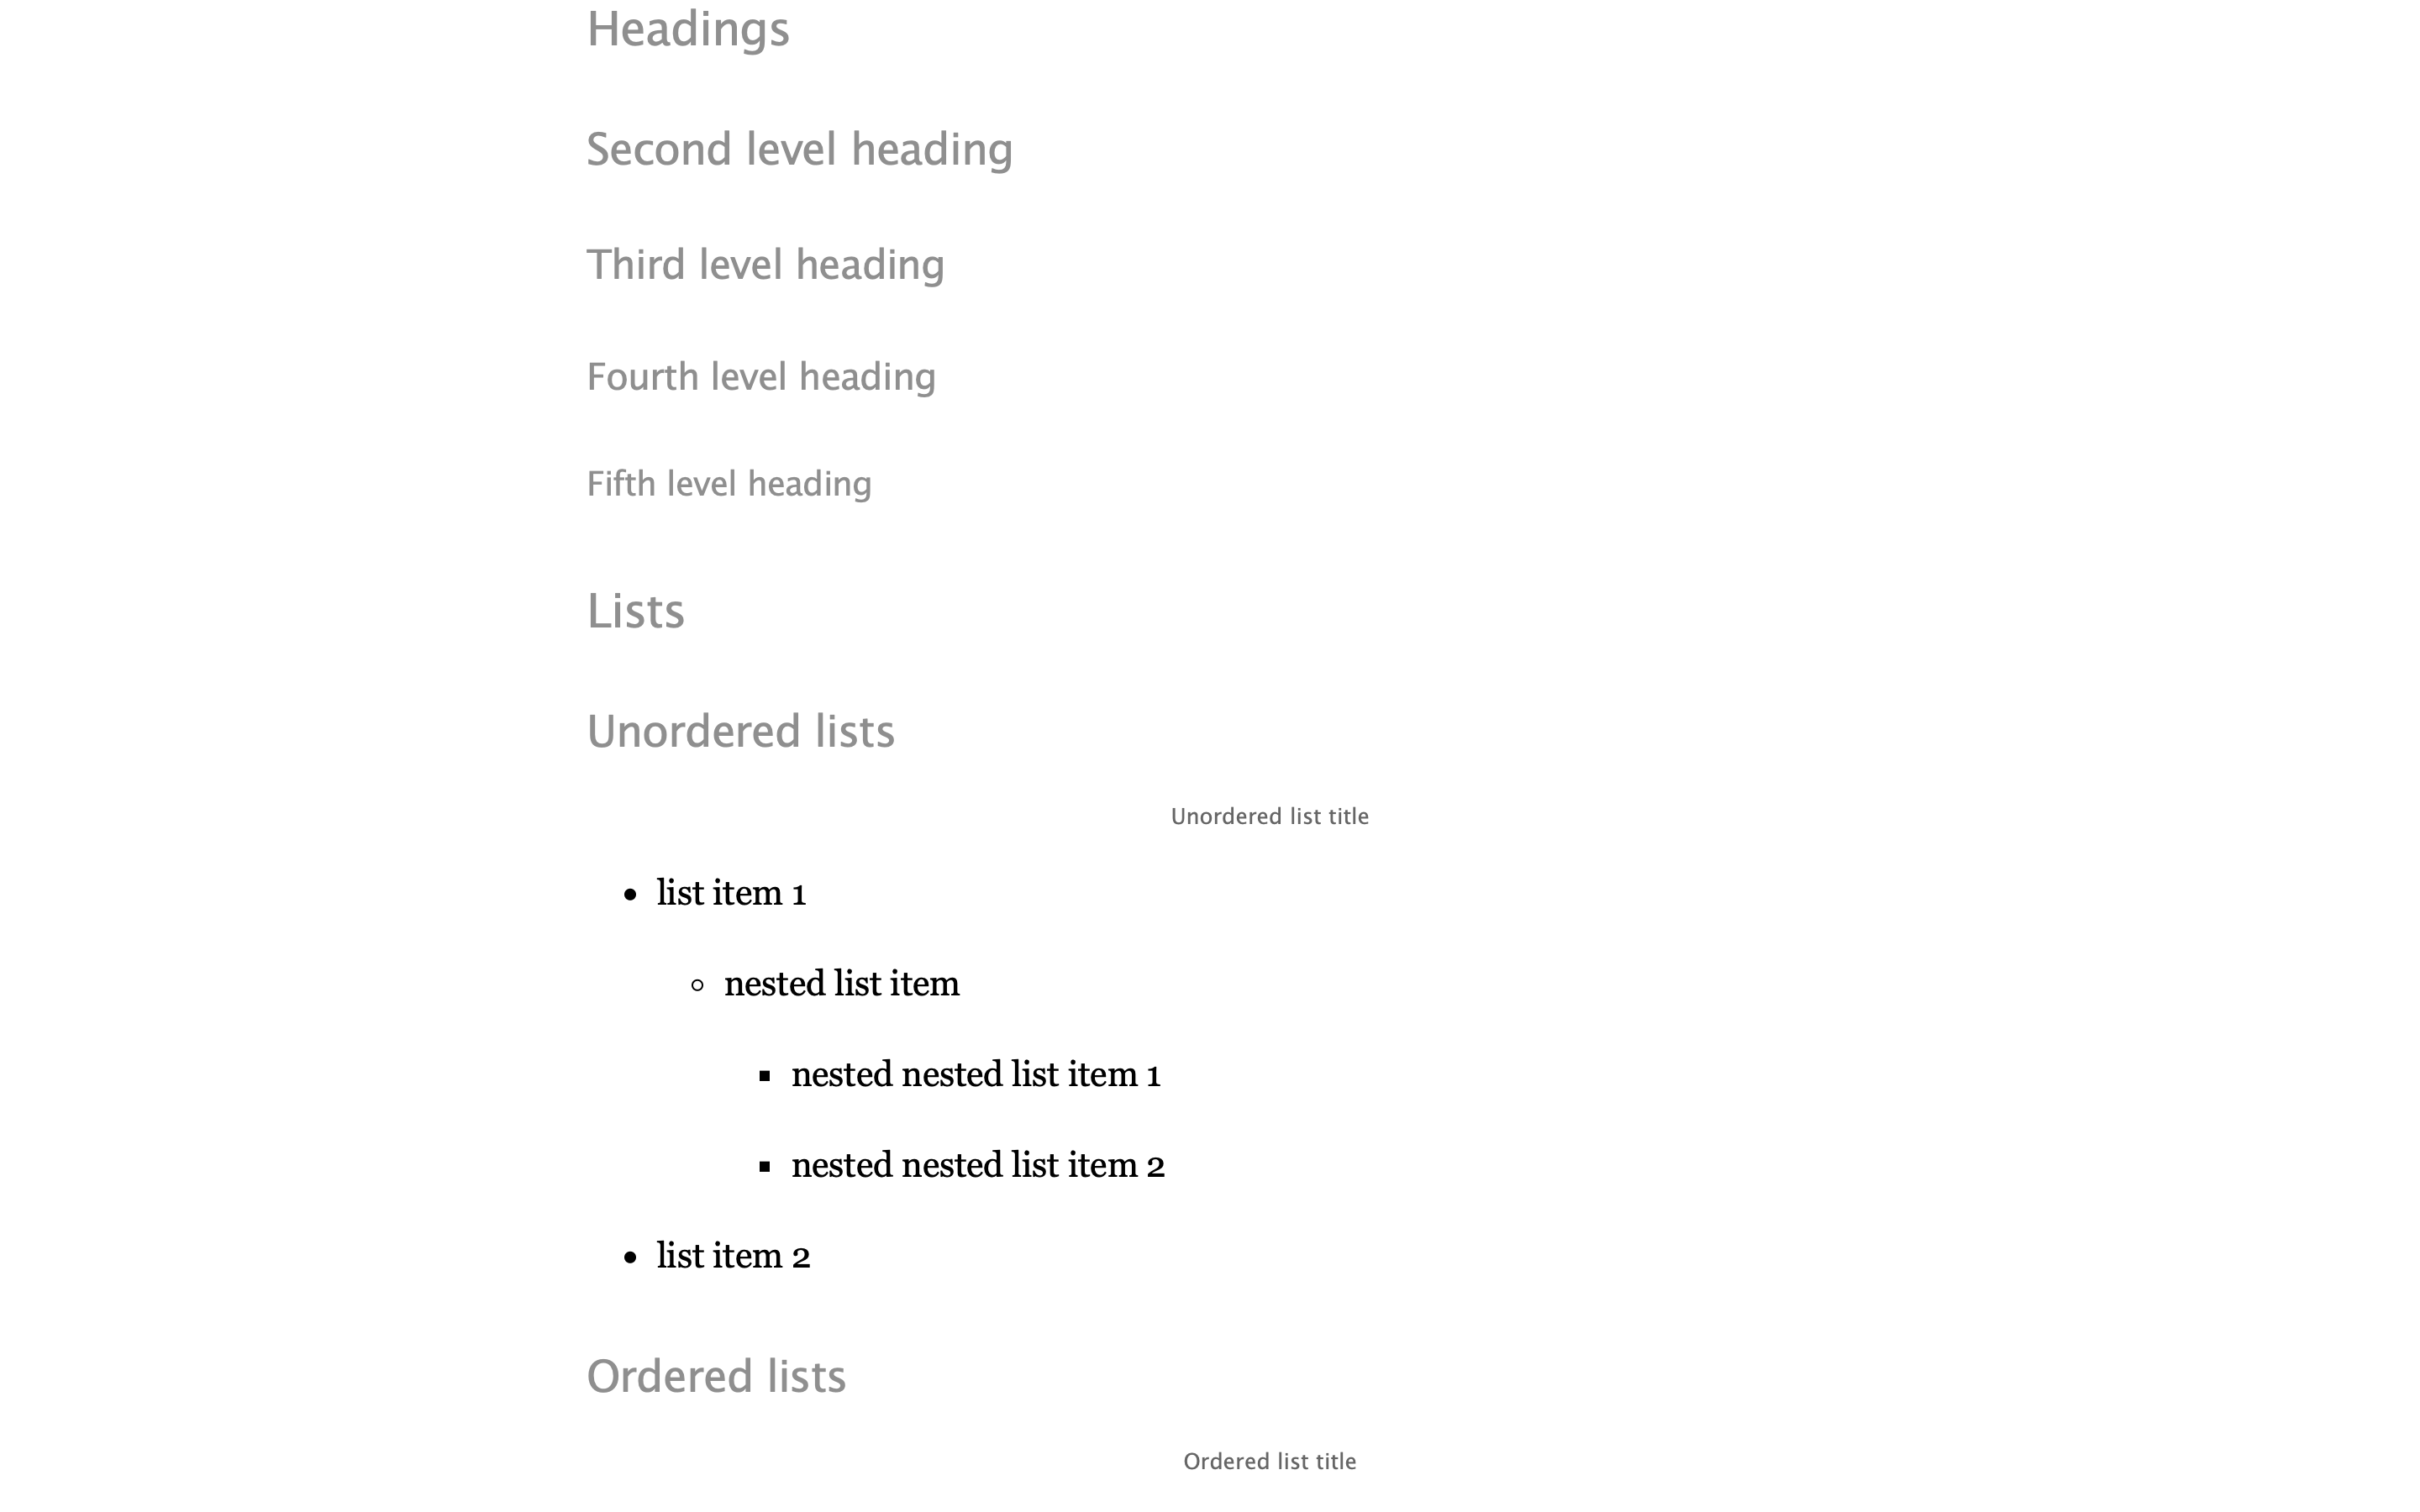 Headings
Second level heading
Third level heading
Fourth level heading
Fifth level heading
Lists
Unordered lists
Unordered list title
list item 1
nested list item
nested nested list item 1
nested nested list item 2
list item 2
Ordered lists
Ordered list title